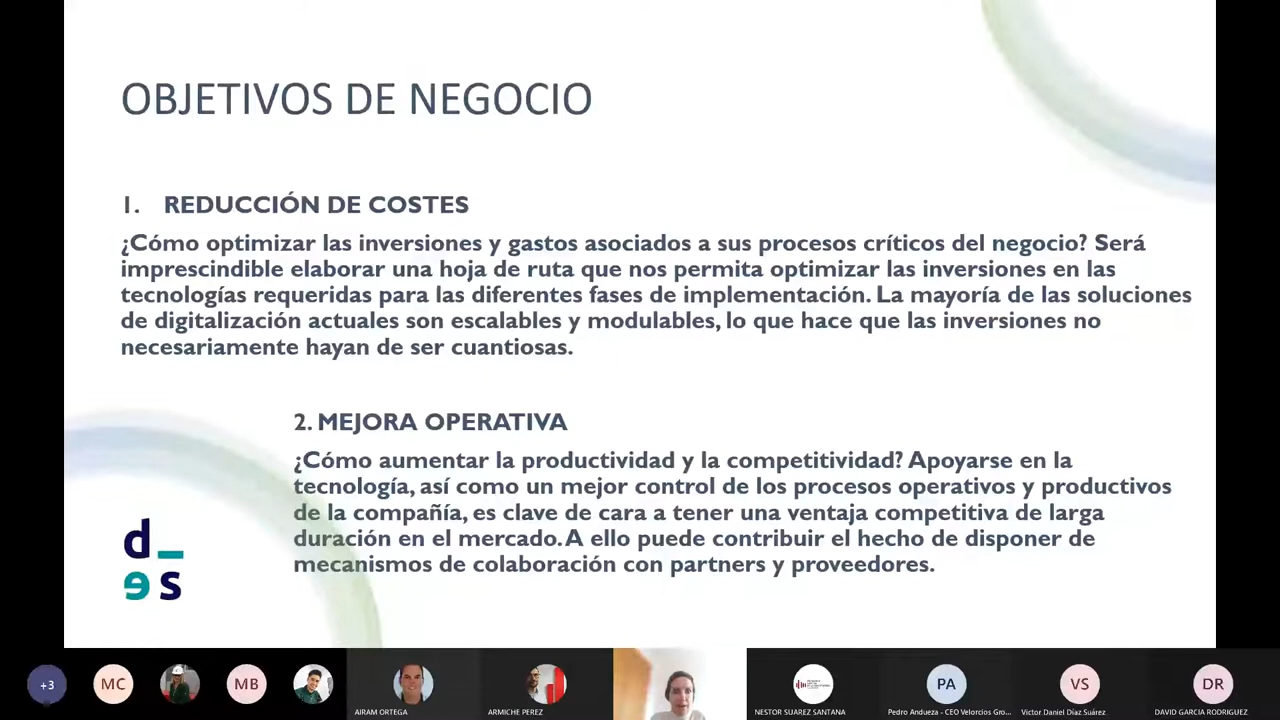 OBJETIVOS DE NEGOCIO
1. REDUCCIÓN DE COSTES
¿Cómo optimizar las inversiones y gastos asociados a sus procesos críticos del negocio? Será
imprescindible elaborar una hoja de ruta que nos permita optimizar las inversiones en las
tecnologías requeridas para las diferentes fases de implementación. La mayoría de las soluciones
de digitalización actuales son escalables y modulables, lo que hace que las inversiones no
necesariamente hayan de ser cuantiosas.
2. MEJORA OPERATIVA
¿Cómo aumentar la productividad y la competitividad? Apoyarse en la
tecnología, así como un mejor control de los procesos operativos y productivos
de la compañía, es clave de cara a tener una ventaja competitiva de larga
duración en el mercado. A ello puede contribuir el hecho de disponer de
mecanismos de colaboración con partners y proveedores.
d_
es
+3
MC
MB
PA
VS
DR
AIRAM ORTEGA
ARMICHE PEREZ
NESTOR SUAREZ SANTANA
Pedro Andueza - CEO Velorcios Gro...
Victor Daniel Díaz Suárez
DAVID GARCIA RODRIGUEZ